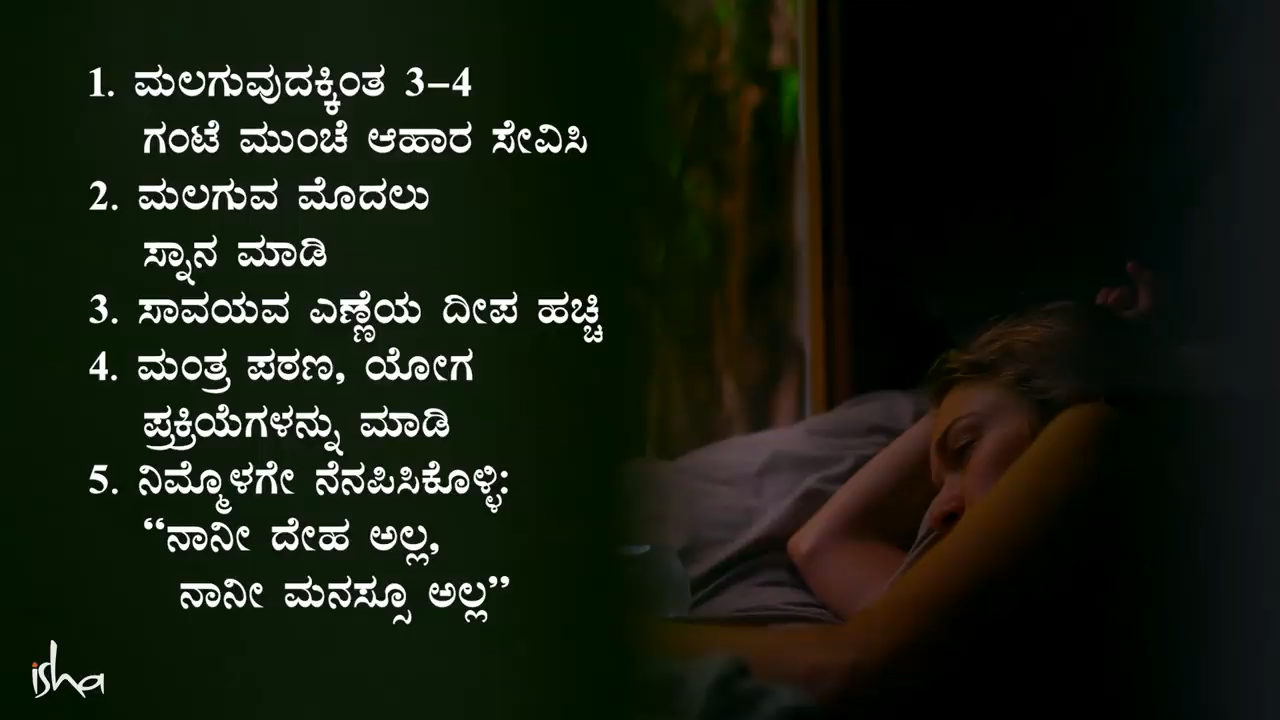 1. ಮಲಗುವುದಕ್ಕಿಂತ 3–4
ಗಂಟೆ ಮುಂಚೆ ಆಹಾರ ಸೇವಿಸಿ
2. ಮಲಗುವ ಮೊದಲು
ಸ್ನಾನ ಮಾಡಿ
3. ಸಾವಯವ ಎಣ್ಣೆಯ ದೀಪ ಹಚ್ಚಿ
4. ಮಂತ್ರ ಪಠಣ, ಯೋಗ
ಪ್ರಕ್ರಿಯೆಗಳನ್ನು ಮಾಡಿ
5. ನಿಮ್ಮೊಳಗೇ ನೆನಪಿಸಿಕೊಳ್ಳಿ:
“ನಾನೀ ದೇಹ ಅಲ್ಲ,
ನಾನೀ ಮನಸ್ಸೂ ಅಲ್ಲ”
isha